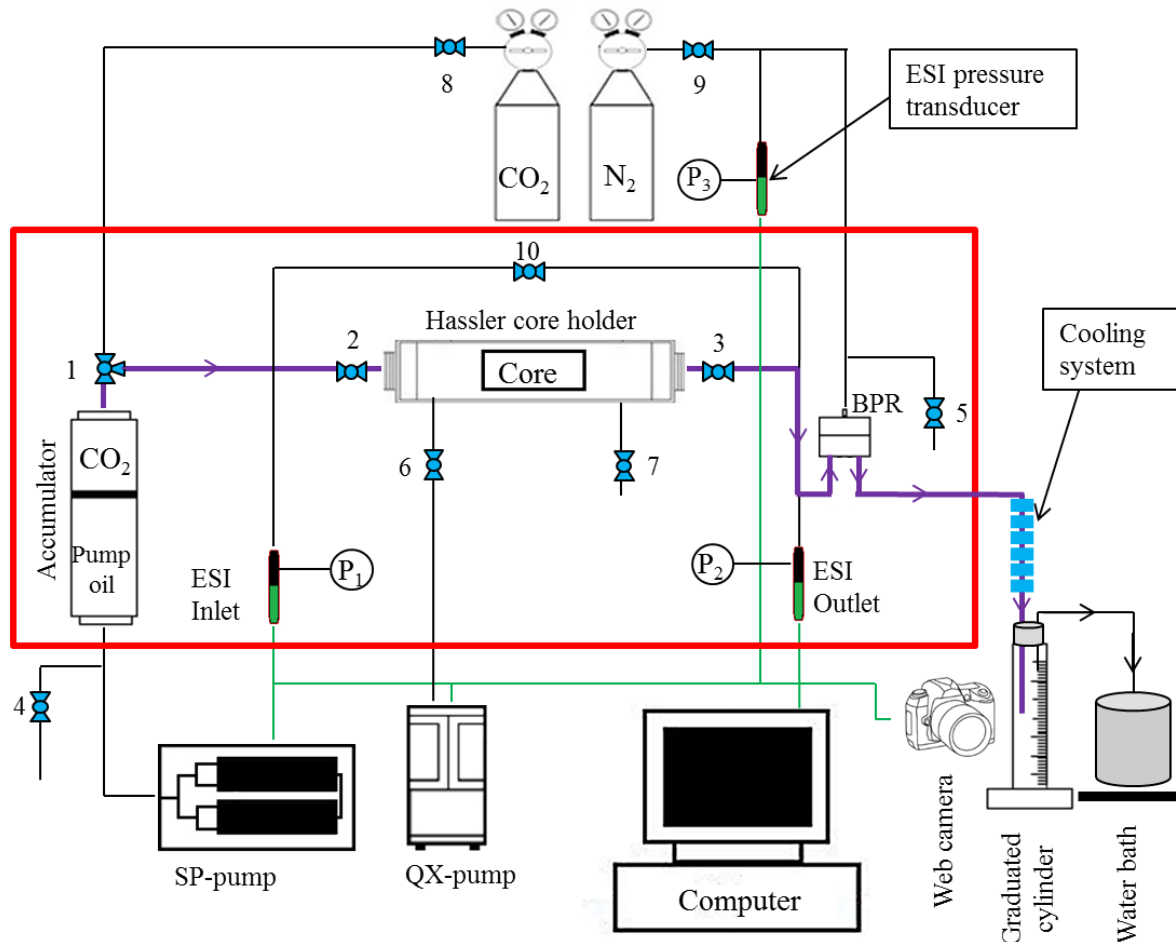 8
9
ESI pressure
transducer
CO2
N2
P3
10
Hassler core holder
1
2
3
Core
Cooling
system
BPR
5
CO2
Accumulator
Pump
oil
6
7
ESI
Inlet
P1
P2
ESI
Outlet
4
SP-pump
QX-pump
Computer
Web camera
Graduated
cylinder
Water bath